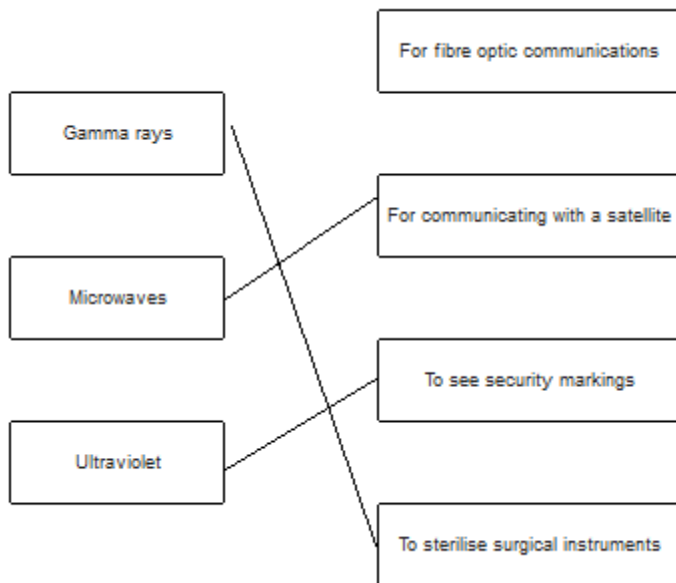 For fibre optic communications
Gamma rays
For communicating with a satellite
Microwaves
To see security markings
Ultraviolet
To sterilise surgical instruments